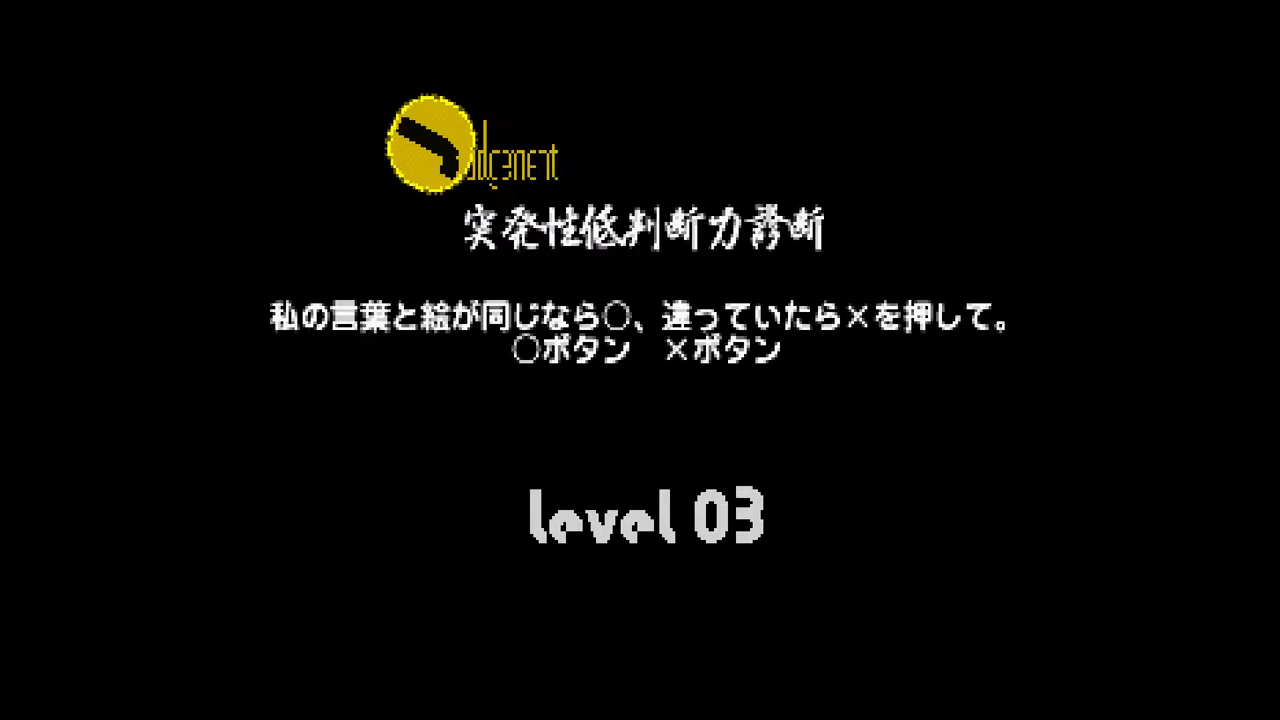 Judgement
突発性低判断力診断
私の言葉と絵が同じなら○、違っていたら×を押して。
○ボタン　×ボタン
level 03